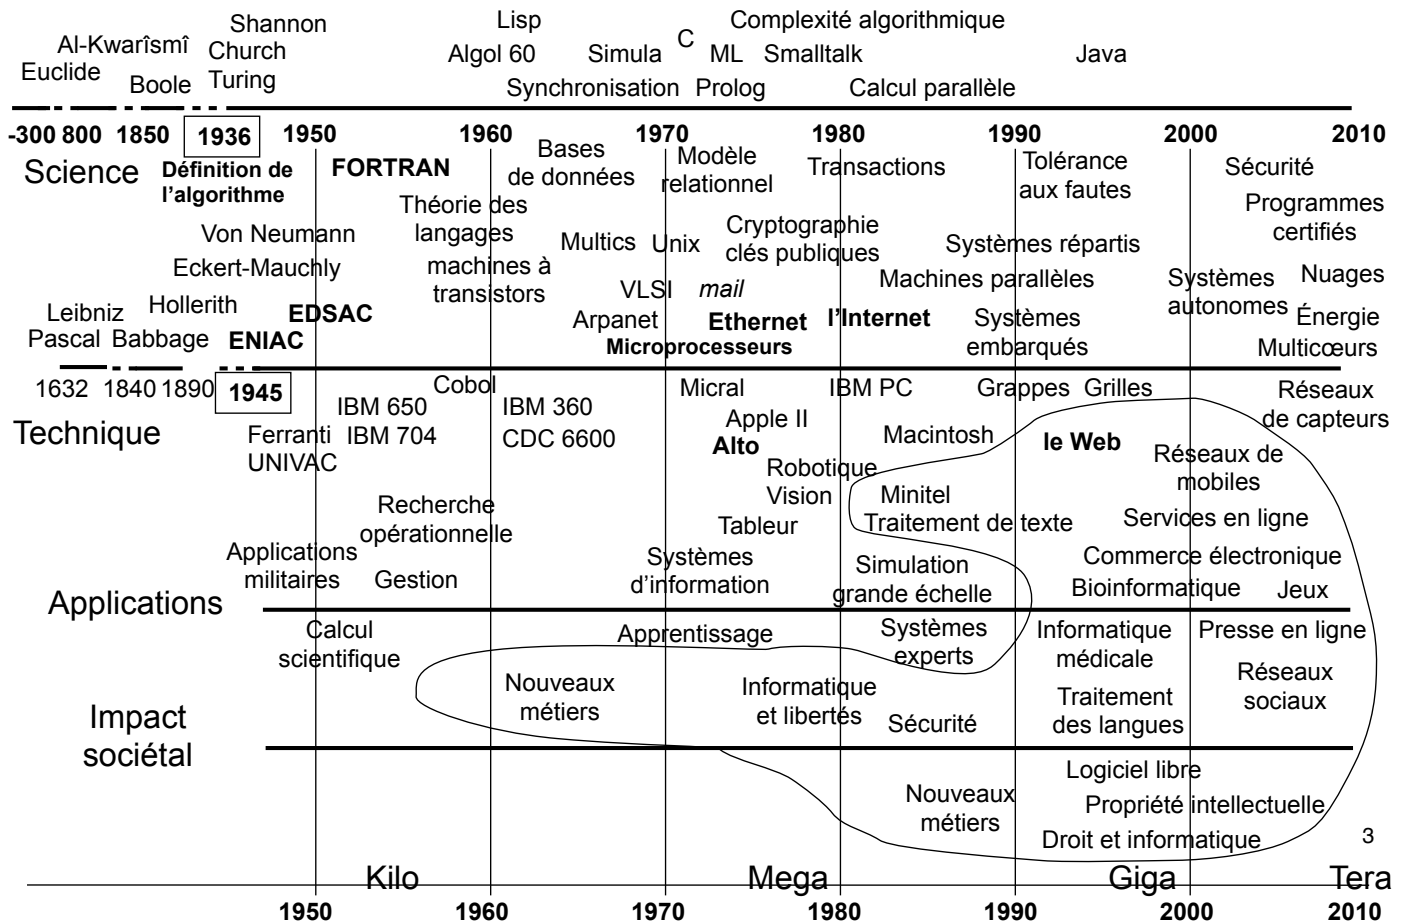 Shannon
Lisp
Complexité algorithmique
Al-Kwarîsmî
Church
C
Algol 60
Simula
ML
Smalltalk
Java
Euclide
Boole
Turing
Synchronisation
Prolog
Calcul parallèle
-300 800 1850 1936 1950 1960 1970 1980 1990 2000 2010
Science
Définition de
l'algorithme
FORTRAN
Bases
de données
Modèle
relationnel
Transactions
Tolérance
aux fautes
Sécurité
Théorie des
langages
Programmes
certifiés
Von Neumann
Multics
Unix
Cryptographie
clés publiques
Systèmes répartis
Eckert-Mauchly
machines à
transistors
Machines parallèles
Systèmes
autonomes
Nuages
VLSI
mail
Leibniz
Hollerith
EDSAC
Arpanet
Ethernet
l'Internet
Systèmes
embarqués
Énergie
Pascal
Babbage
ENIAC
Microprocesseurs
Multicœurs
1632 1840 1890 1945
Cobol
Micral
IBM PC
Grappes
Grilles
Réseaux
de capteurs
Technique
IBM 650
IBM 704
IBM 360
CDC 6600
Apple II
Alto
Macintosh
le Web
Ferranti
UNIVAC
Robotique
Vision
Réseaux de
mobiles
Minitel
Recherche
opérationnelle
Tableur
Traitement de texte
Services en ligne
Applications
militaires
Gestion
Systèmes
d'information
Simulation
grande échelle
Commerce électronique
Bioinformatique
Jeux
Applications
Calcul
scientifique
Apprentissage
Systèmes
experts
Informatique
médicale
Presse en ligne
Nouveaux
métiers
Informatique
et libertés
Réseaux
sociaux
Impact
sociétal
Sécurité
Traitement
des langues
Logiciel libre
Nouveaux
métiers
Propriété intellectuelle
Droit et informatique
3
Kilo
Mega
Giga
Tera
1950 1960 1970 1980 1990 2000 2010